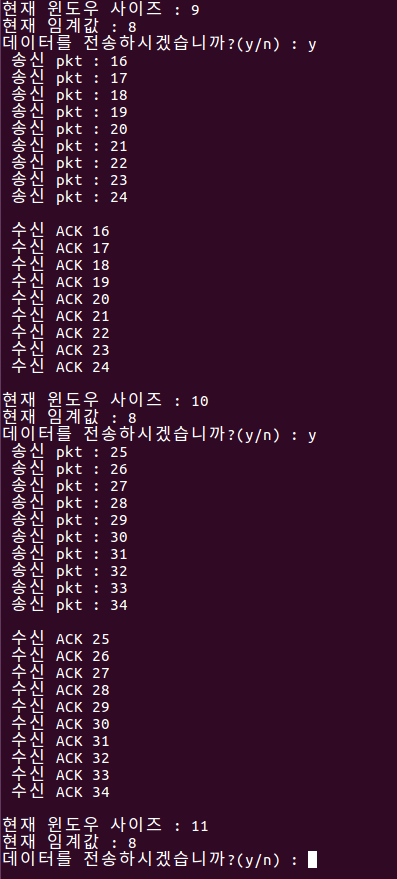 현재 윈도우 사이즈 : 9
현재 임계값 : 8
데이터를 전송하시겠습니까?(y/n) : y
송신 pkt : 16
송신 pkt : 17
송신 pkt : 18
송신 pkt : 19
송신 pkt : 20
송신 pkt : 21
송신 pkt : 22
송신 pkt : 23
송신 pkt : 24
수신 ACK 16
수신 ACK 17
수신 ACK 18
수신 ACK 19
수신 ACK 20
수신 ACK 21
수신 ACK 22
수신 ACK 23
수신 ACK 24
현재 윈도우 사이즈 : 10
현재 임계값 : 8
데이터를 전송하시겠습니까?(y/n) : y
송신 pkt : 25
송신 pkt : 26
송신 pkt : 27
송신 pkt : 28
송신 pkt : 29
송신 pkt : 30
송신 pkt : 31
송신 pkt : 32
송신 pkt : 33
송신 pkt : 34
수신 ACK 25
수신 ACK 26
수신 ACK 27
수신 ACK 28
수신 ACK 29
수신 ACK 30
수신 ACK 31
수신 ACK 32
수신 ACK 33
수신 ACK 34
현재 윈도우 사이즈 : 11
현재 임계값 : 8
데이터를 전송하시겠습니까?(y/n) :